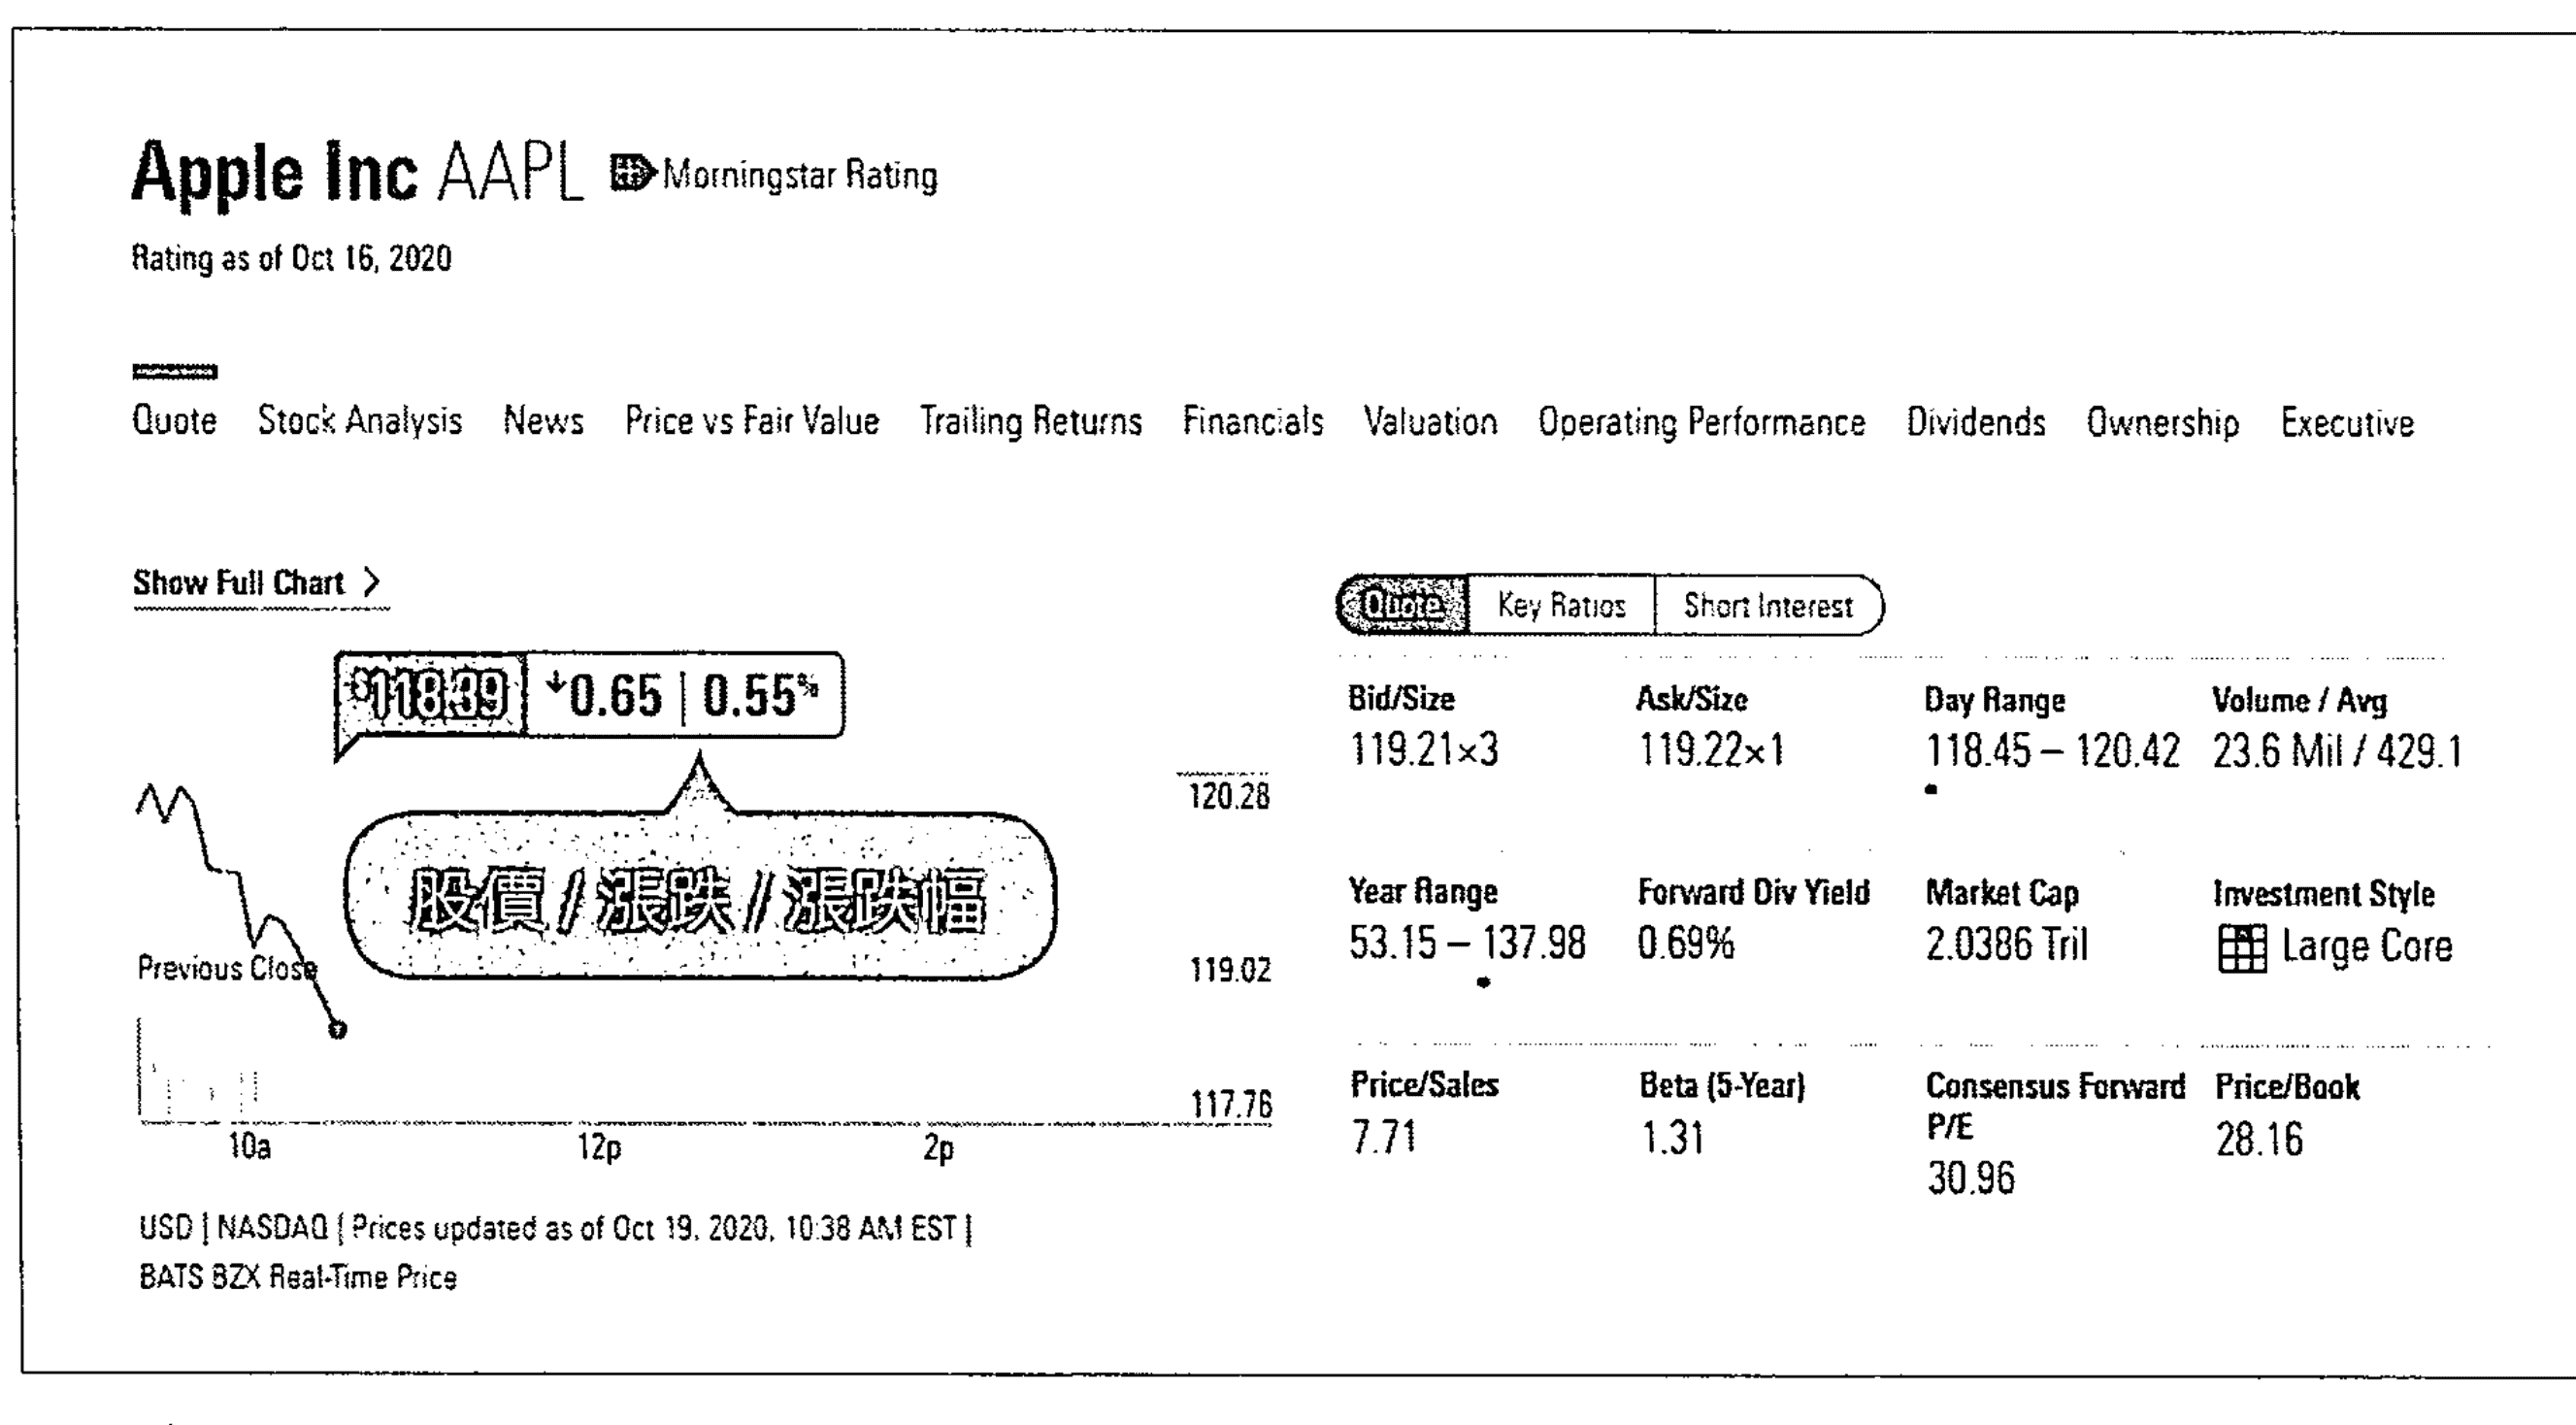 Apple Inc AAPL Morningstar Rating
Rating as of Oct 16, 2020
Quote Stock Analysis News Price vs Fair Value Trailing Returns Financials Valuation Operating Performance Dividends Ownership Executive
Show Full Chart >
$118.39 ↓0.65 | 0.55%
股價 / 漲跌 / 漲跌幅
120.28
Previous Close
119.02
117.76
10a 12p 2p
USD | NASDAQ | Prices updated as of Oct 19, 2020, 10:38 AM EST |
BATS BZX Real-Time Price
Quote Key Ratios Short Interest
Bid/Size Ask/Size Day Range Volume / Avg
119.21×3 119.22×1 118.45 – 120.42 23.6 Mil / 429.1
Year Range Forward Div Yield Market Cap Investment Style
53.15 – 137.98 0.69% 2.0386 Tril Large Core
Price/Sales Beta (5-Year) Consensus Forward Price/Book
P/E
7.71 1.31 28.16
30.96